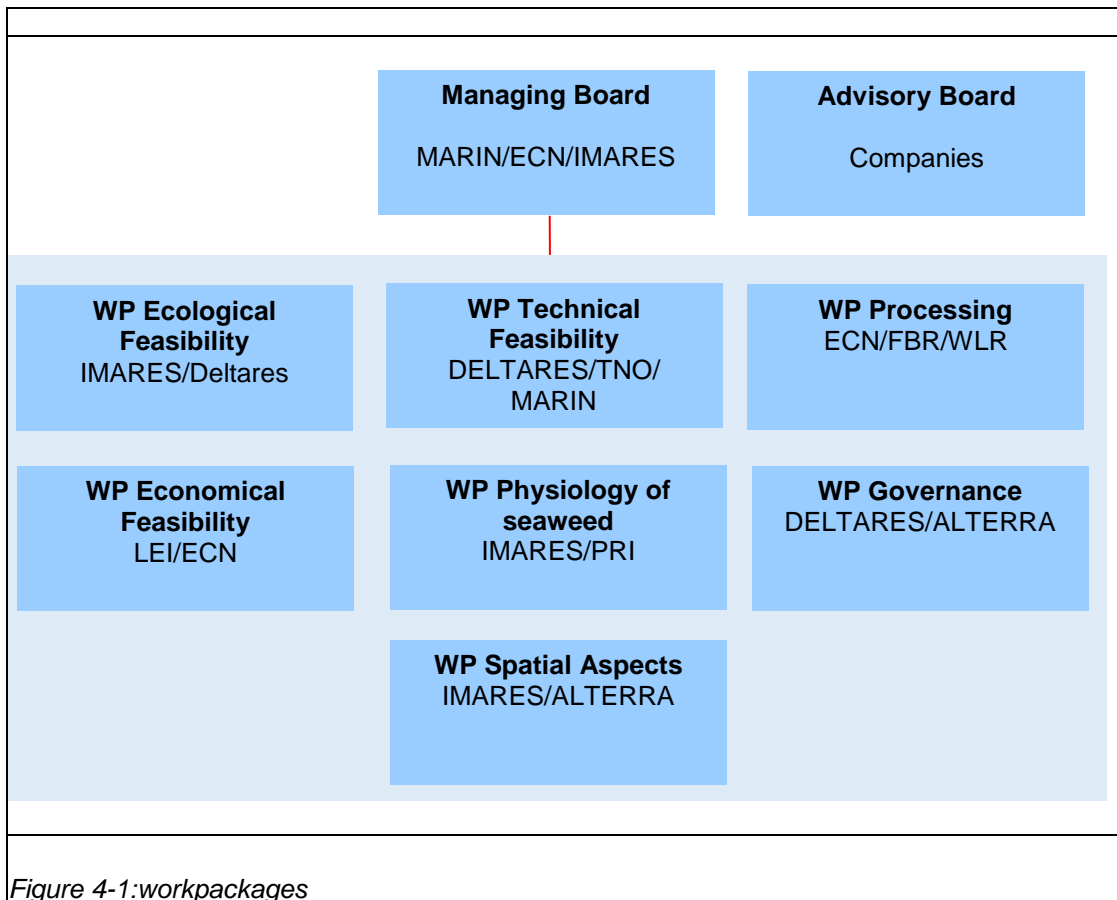 Managing Board
MARIN/ECN/IMARES
Advisory Board
Companies
WP Ecological
Feasibility
IMARES/Deltares
WP Technical
Feasibility
DELTARES/TNO/
MARIN
WP Processing
ECN/FBR/WLR
WP Economical
Feasibility
LEI/ECN
WP Physiology of
seaweed
IMARES/PRI
WP Governance
DELTARES/ALTERRA
WP Spatial Aspects
IMARES/ALTERRA
Figure 4-1:workpackages